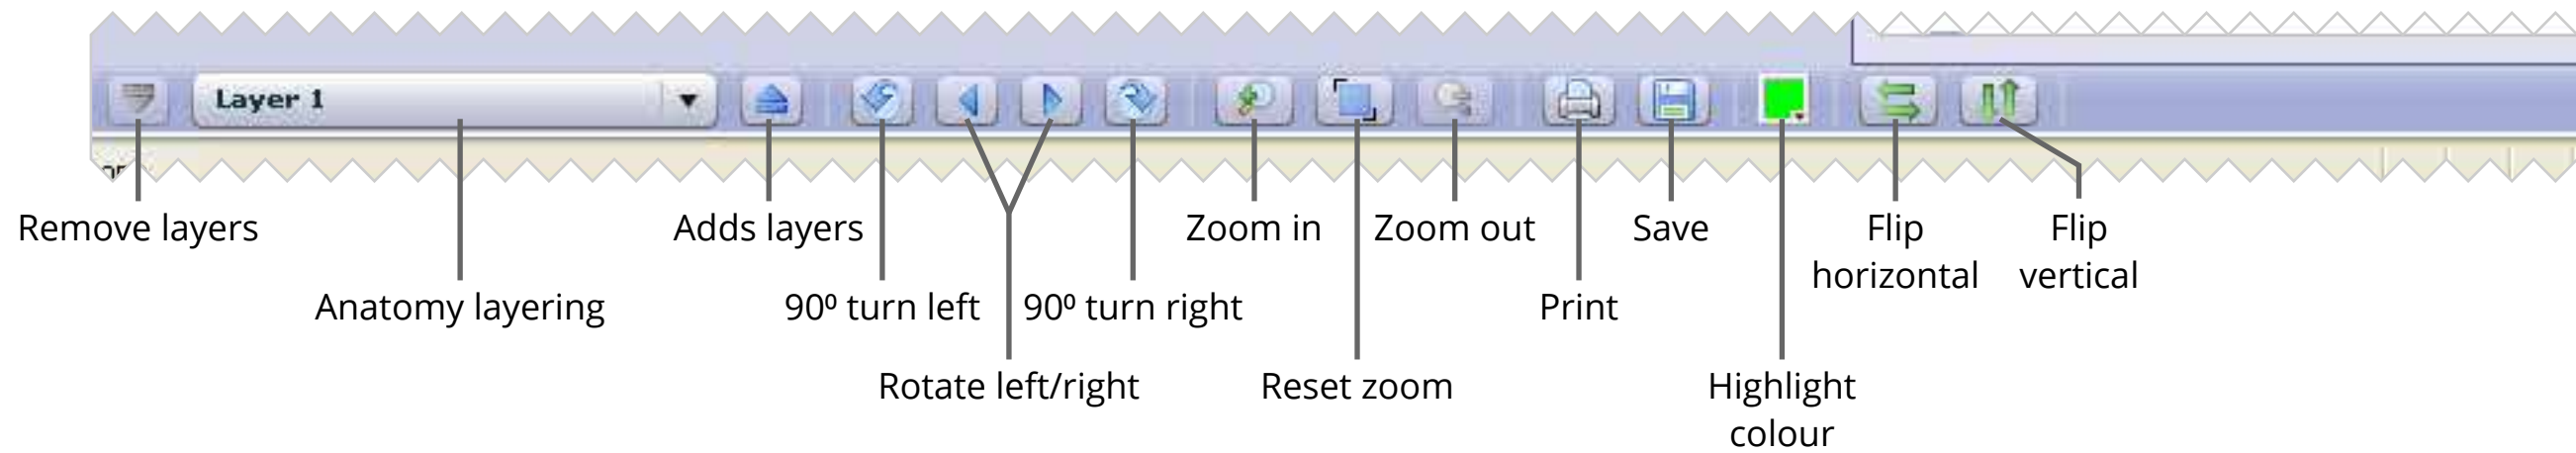 Layer 1
Remove layers
Adds layers
Zoom in
Zoom out
Save
Flip
horizontal
Flip
vertical
Anatomy layering
90º turn left
90º turn right
Print
Rotate left/right
Reset zoom
Highlight
colour